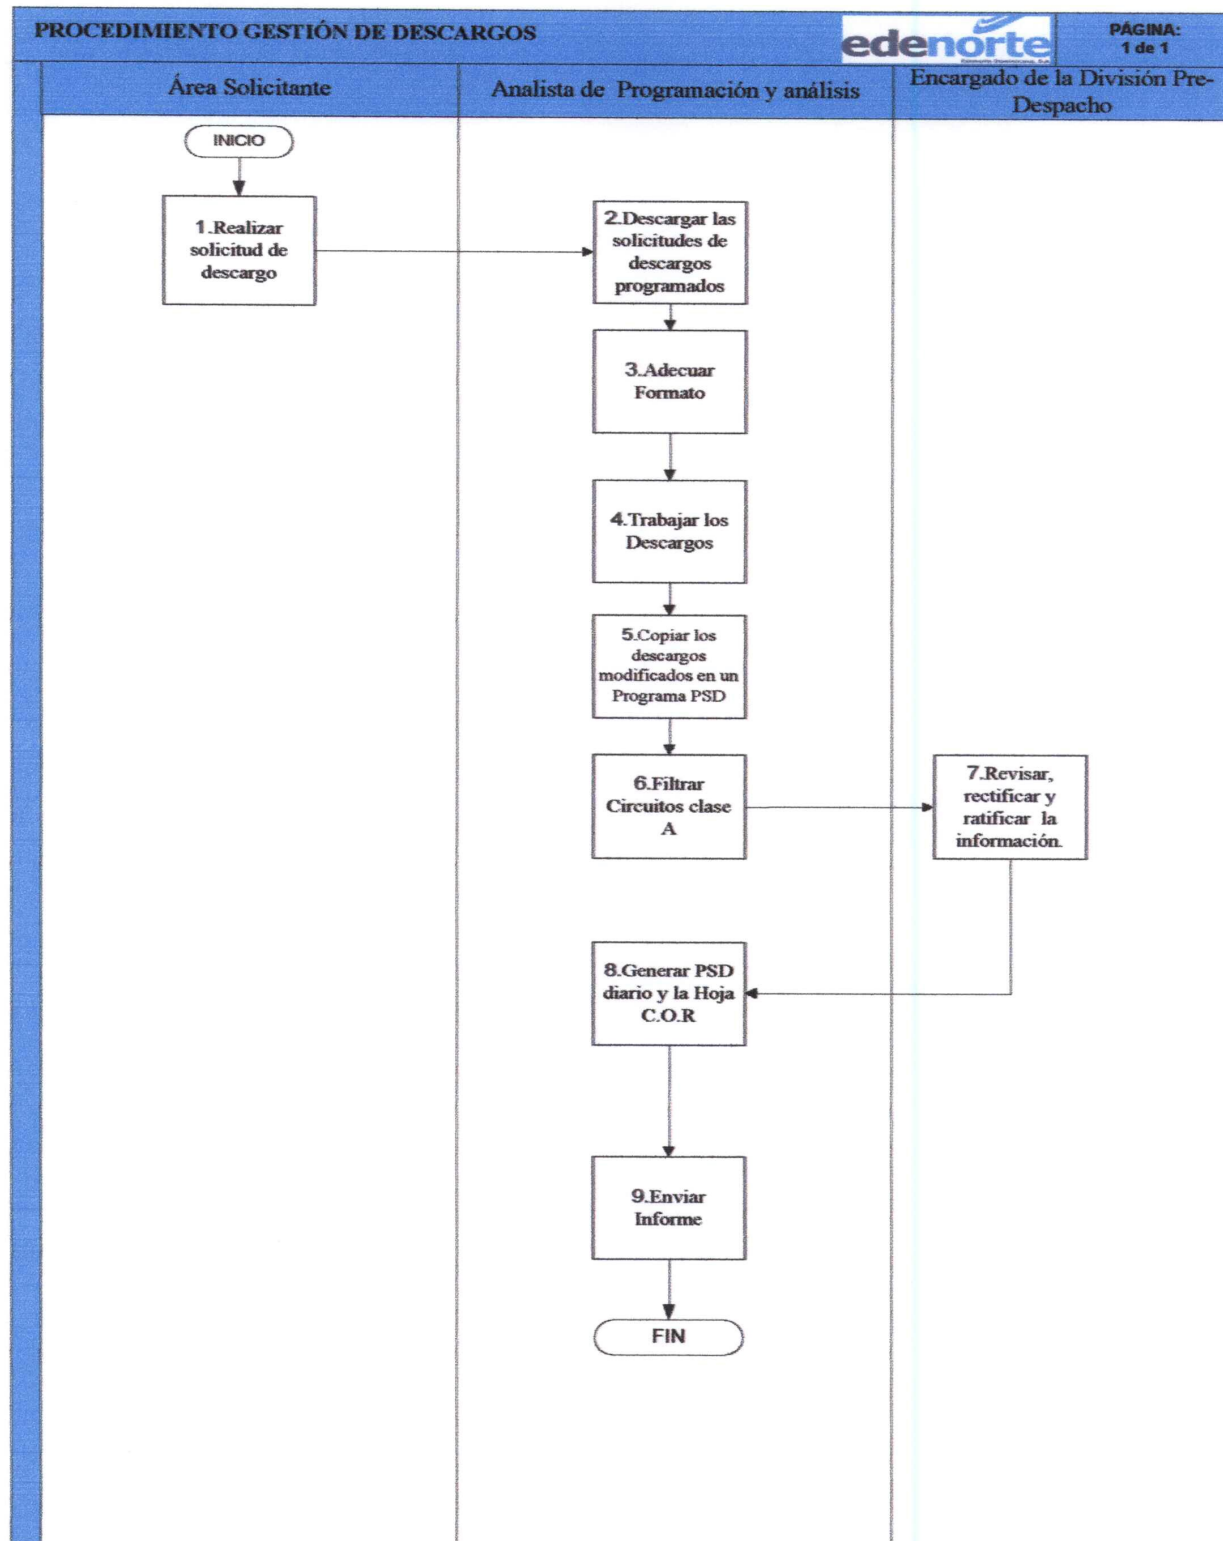 PROCEDIMIENTO GESTIÓN DE DESCARGOS
edenorte
PÁGINA:
1 de 1
Área Solicitante
Analista de Programación y análisis
Encargado de la División Pre-
Despacho
INICIO
1.Realizar
solicitud de
descargo
2.Descargar las
solicitudes de
descargos
programados
3.Adecuar
Formato
4.Trabajar los
Descargos
5.Copiar los
descargos
modificados en un
Programa PSD
6.Filtrar
Circuitos clase
A
7.Revisar,
rectificar y
ratificar la
información.
8.Generar PSD
diario y la Hoja
C.O.R
9.Enviar
Informe
FIN